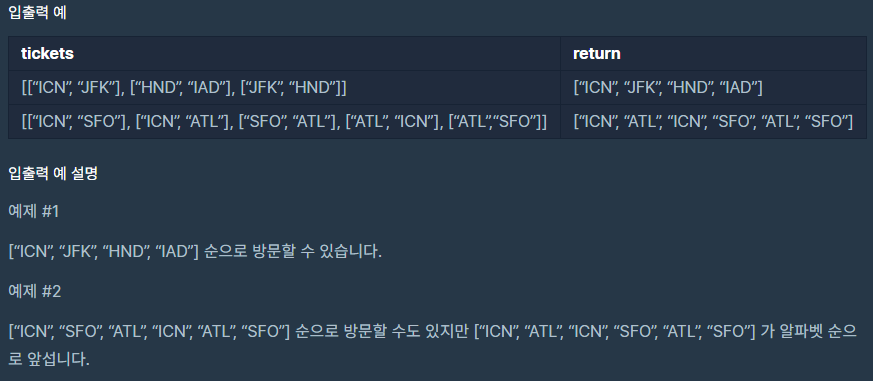 입출력 예
tickets return
[[“ICN”, “JFK”], [“HND”, “IAD”], [“JFK”, “HND”]] [“ICN”, “JFK”, “HND”, “IAD”]
[[“ICN”, “SFO”], [“ICN”, “ATL”], [“SFO”, “ATL”], [“ATL”, “ICN”], [“ATL”,“SFO”]] [“ICN”, “ATL”, “ICN”, “SFO”, “ATL”, “SFO”]
입출력 예 설명
예제 #1
[“ICN”, “JFK”, “HND”, “IAD”] 순으로 방문할 수 있습니다.
예제 #2
[“ICN”, “SFO”, “ATL”, “ICN”, “ATL”, “SFO”] 순으로 방문할 수도 있지만 [“ICN”, “ATL”, “ICN”, “SFO”, “ATL”, “SFO”] 가 알파벳 순으
로 앞섭니다.